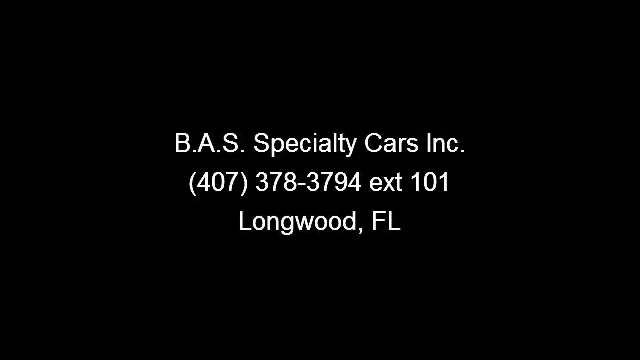 B.A.S. Specialty Cars Inc.
(407) 378-3794 ext 101
Longwood, FL